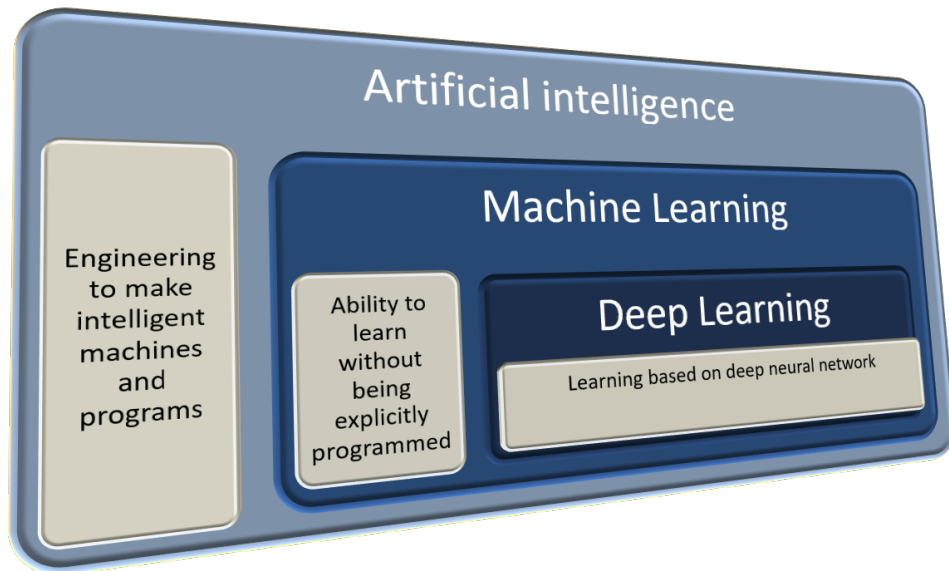 Artificial intelligence
Engineering
to make
intelligent
machines
and
programs
Machine Learning
Ability to
learn
without
being
explicitly
programmed
Deep Learning
Learning based on deep neural network